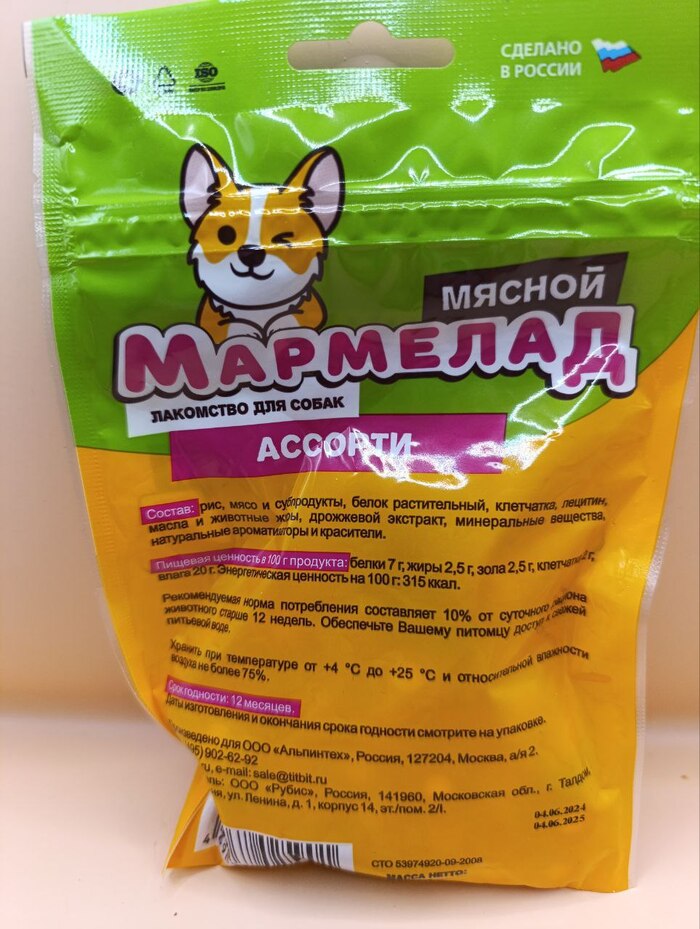 СДЕЛАНО
В РОССИИ
ISO
МЯСНОЙ
МАРМЕЛАД
ЛАКОМСТВО ДЛЯ СОБАК
АССОРТИ
Состав: рис, мясо и субпродукты, белок растительный, клетчатка, лецитин,
масла и животные жиры, дрожжевой экстракт, минеральные вещества,
натуральные ароматизаторы и красители.
Пищевая ценность в 100 г продукта: белки 7 г, жиры 2,5 г, зола 2,5 г, клетчатка 2 г,
влага 20 г. Энергетическая ценность на 100 г: 315 ккал.
Рекомендуемая норма потребления составляет 10% от суточного рациона
животного старше 12 недель. Обеспечьте Вашему питомцу доступ к свежей
питьевой воде.
Хранить при температуре от +4 °С до +25 °С и относительной влажности
воздуха не более 75%.
Срок годности: 12 месяцев.
Даты изготовления и окончания срока годности смотрите на упаковке.
Произведено для ООО «Альпинтех», Россия, 127204, Москва, а/я 2.
902-62-92
e-mail: sale@titbit.ru
ООО «Рубис», Россия, 141960, Московская обл., г. Талдом,
ул. Ленина, д. 1, корпус 14, эт./пом. 2/I.
04.06.2024
04.06.2025
СТО 53974920-09-2008
МАССА НЕТТО: